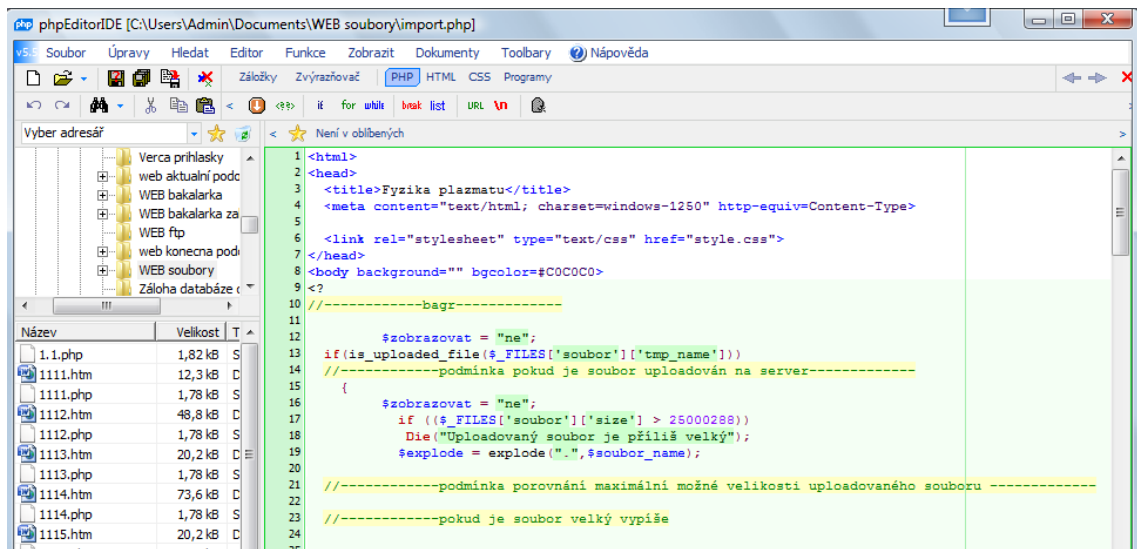 phpEditorIDE [C:\Users\Admin\Documents\WEB soubory\import.php]
v5.5 Soubor Úpravy Hledat Editor Funkce Zobrazit Dokumenty Toolbary Nápověda
Záložky Zvýrazňovač PHP HTML CSS Programy
< <??> if for while break list URL \n
Vyber adresář < Není v oblíbených >
Verca prihlasky
web aktualní podc
WEB bakalarka
WEB bakalarka za
WEB ftp
web konecna pod
WEB soubory
Záloha databáze
Název Velikost T
1.1.php 1,82 kB S
1111.htm 12,3 kB D
1111.php 1,78 kB S
1112.htm 48,8 kB D
1112.php 1,78 kB S
1113.htm 20,2 kB D
1113.php 1,78 kB S
1114.htm 73,6 kB D
1114.php 1,78 kB S
1115.htm 20,2 kB D
1 <html>
2 <head>
3 <title>Fyzika plazmatu</title>
4 <meta content="text/html; charset=windows-1250" http-equiv=Content-Type>
5
6 <link rel="stylesheet" type="text/css" href="style.css">
7 </head>
8 <body background="" bgcolor=#C0C0C0>
9 <?
10 //------------bagr-------------
11
12 $zobrazovat = "ne";
13 if(is_uploaded_file($_FILES['soubor']['tmp_name']))
14 //------------podmínka pokud je soubor uploadován na server-------------
15 {
16 $zobrazovat = "ne";
17 if (($_FILES['soubor']['size'] > 25000288))
18 Die("Uploadovaný soubor je příliš velký");
19 $explode = explode(".",$soubor_name);
20
21 //------------podmínka porovnání maximální možné velikosti uploadovaného souboru -------------
22
23 //------------pokud je soubor velký vypíše
24